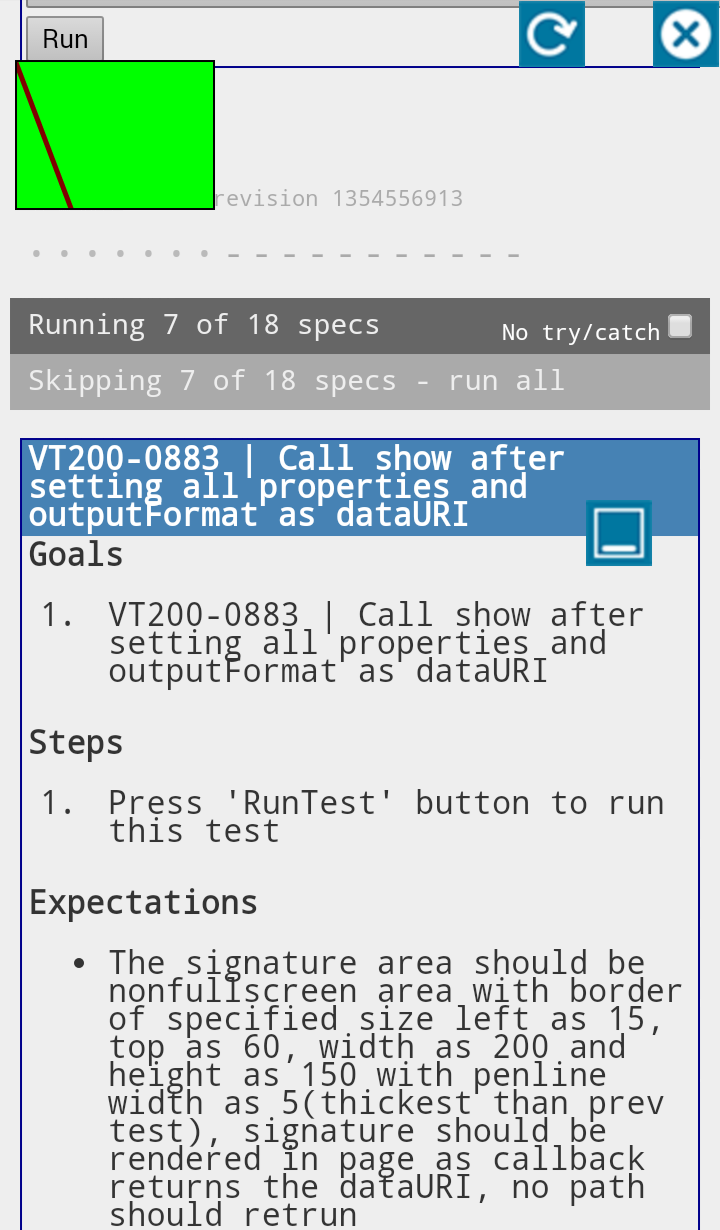 Run
revision 1354556913
• • • • • • • - - - - - - - - - - -
Running 7 of 18 specs
No try/catch
Skipping 7 of 18 specs - run all
VT200-0883 | Call show after
setting all properties and
outputFormat as dataURI
Goals
1. VT200-0883 | Call show after
setting all properties and
outputFormat as dataURI
Steps
1. Press 'RunTest' button to run
this test
Expectations
• The signature area should be
nonfullscreen area with border
of specified size left as 15,
top as 60, width as 200 and
height as 150 with penline
width as 5(thickest than prev
test), signature should be
rendered in page as callback
returns the dataURI, no path
should retrun